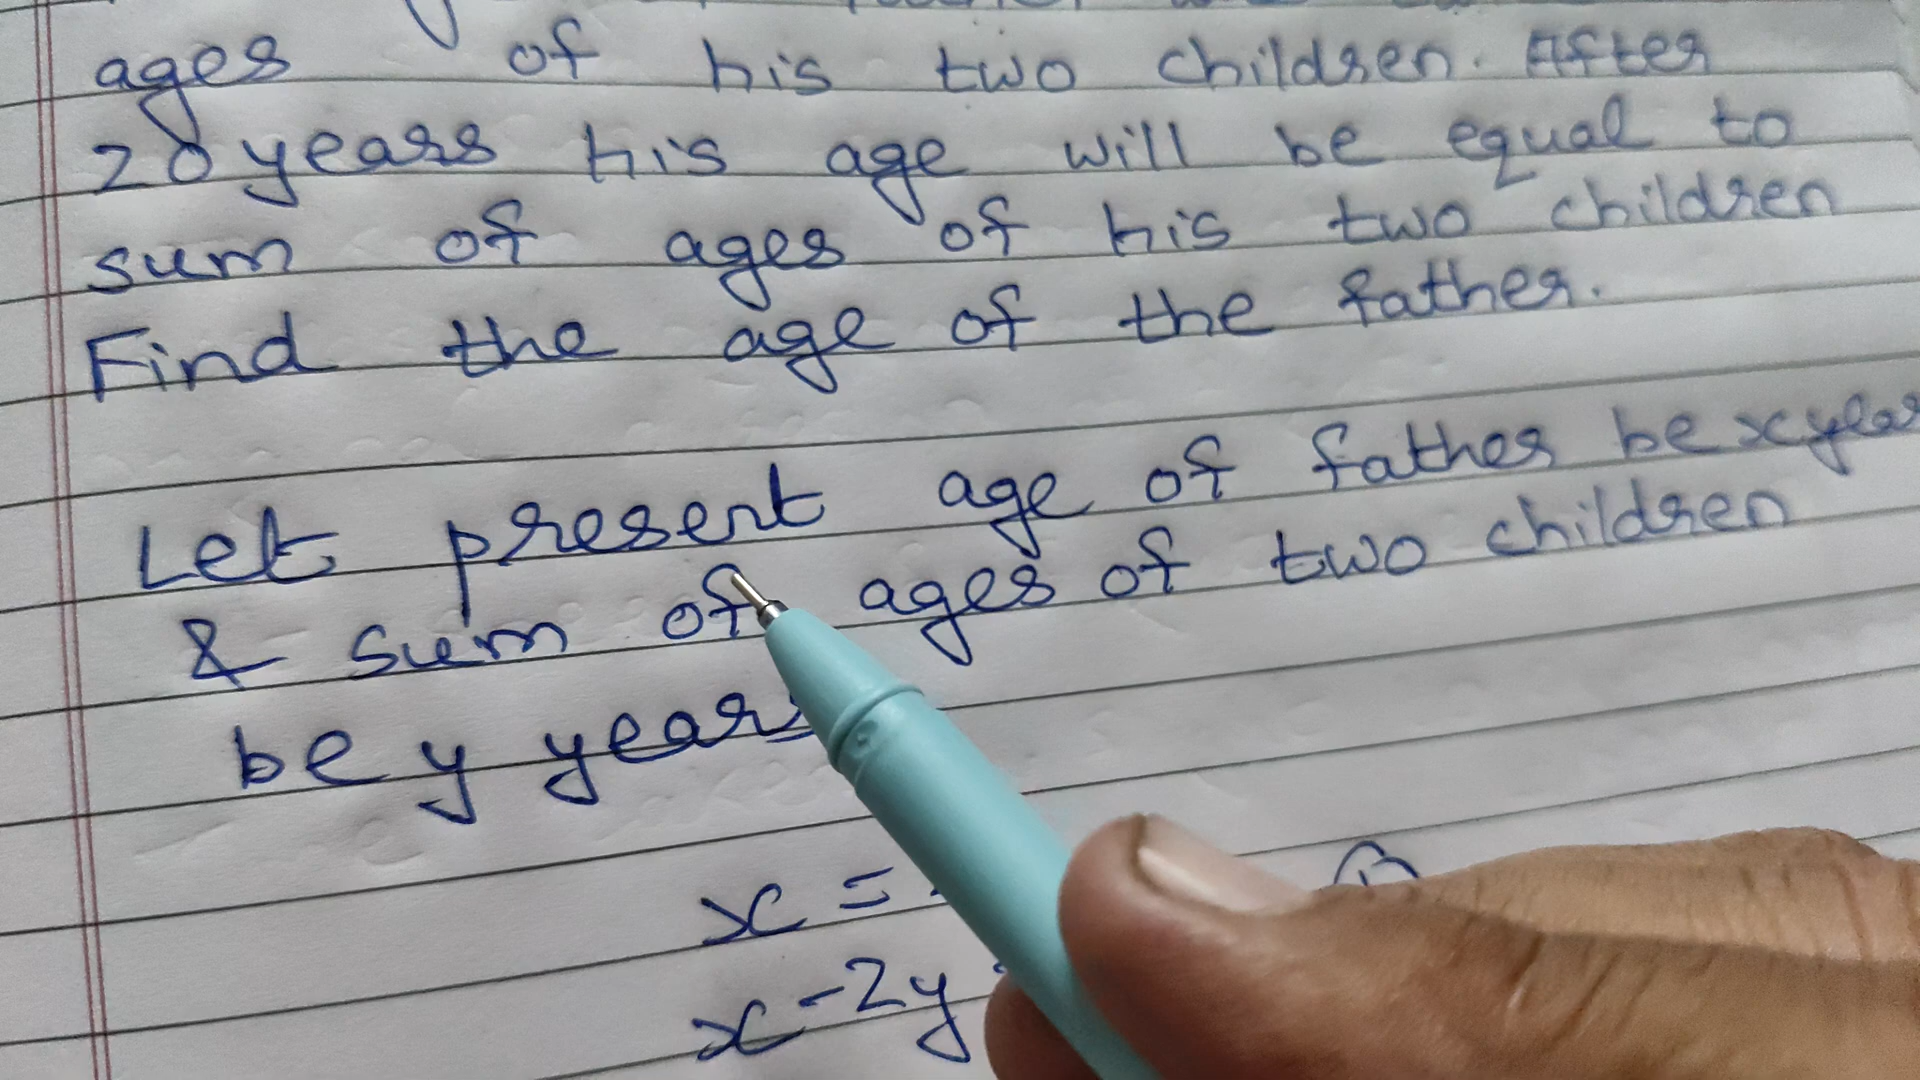 ages of his two children. After
20 years his age will be equal to
sum of ages of his two children
Find the age of the father.
Let present age of father be x
& sum of ages of two children
be y years
x =
x - 2y